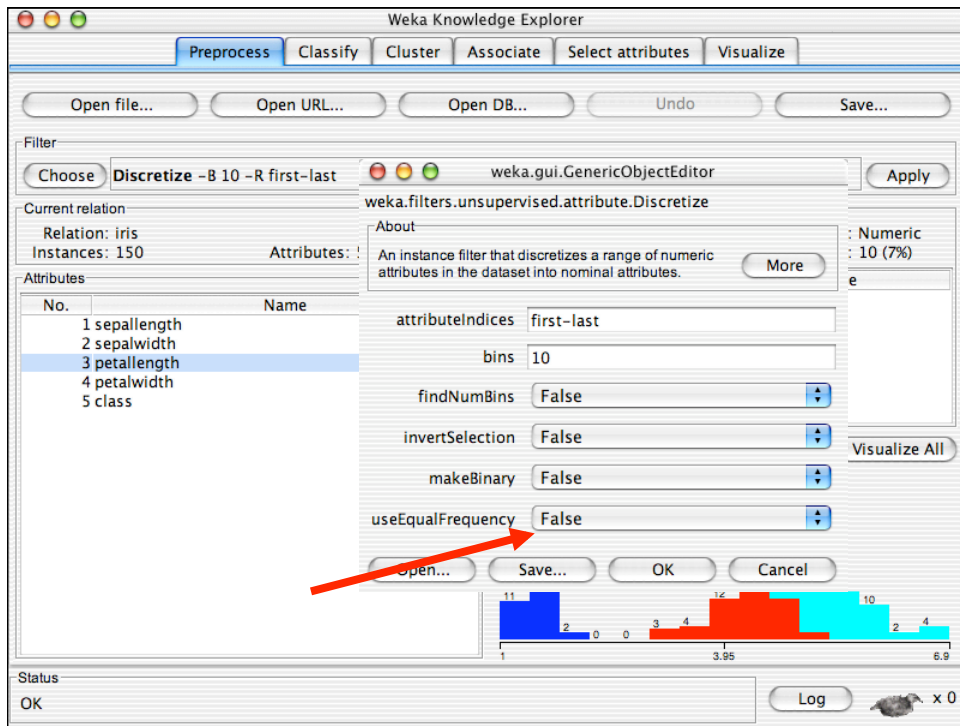 Weka Knowledge Explorer
Preprocess Classify Cluster Associate Select attributes Visualize
Open file... Open URL... Open DB... Undo Save...
Filter
Choose Discretize -B 10 -R first-last Apply
weka.gui.GenericObjectEditor
weka.filters.unsupervised.attribute.Discretize
About
An instance filter that discretizes a range of numeric
attributes in the dataset into nominal attributes.
More
attributeIndices first-last
bins 10
findNumBins False
invertSelection False
makeBinary False
useEqualFrequency False
Open... Save... OK Cancel
Current relation
Relation: iris
Instances: 150 Attributes:
: Numeric
: 10 (7%)
Attributes
No. Name
1 sepallength
2 sepalwidth
3 petallength
4 petalwidth
5 class
Visualize All
11 2 0 0 3 4 12 10 2 4
1 3.95 6.9
Status
OK
Log x 0